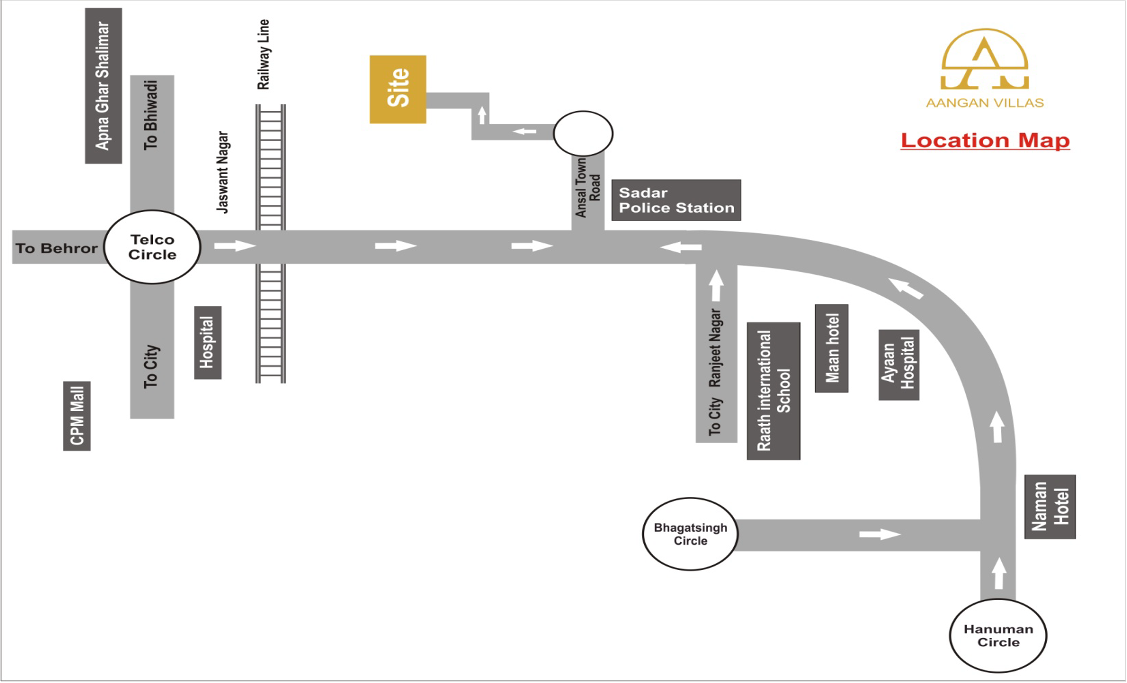 AANGAN VILLAS
Location Map
Apna Ghar Shalimar
To Bhiwadi
Jaswant Nagar
Railway Line
Site
Ansal Town
Road
Sadar
Police Station
To Behror
Telco
Circle
To City
Hospital
CPM Mall
To City Ranjeet Nagar
Raath international
School
Maan hotel
Ayaan
Hospital
Naman
Hotel
Bhagatsingh
Circle
Hanuman
Circle